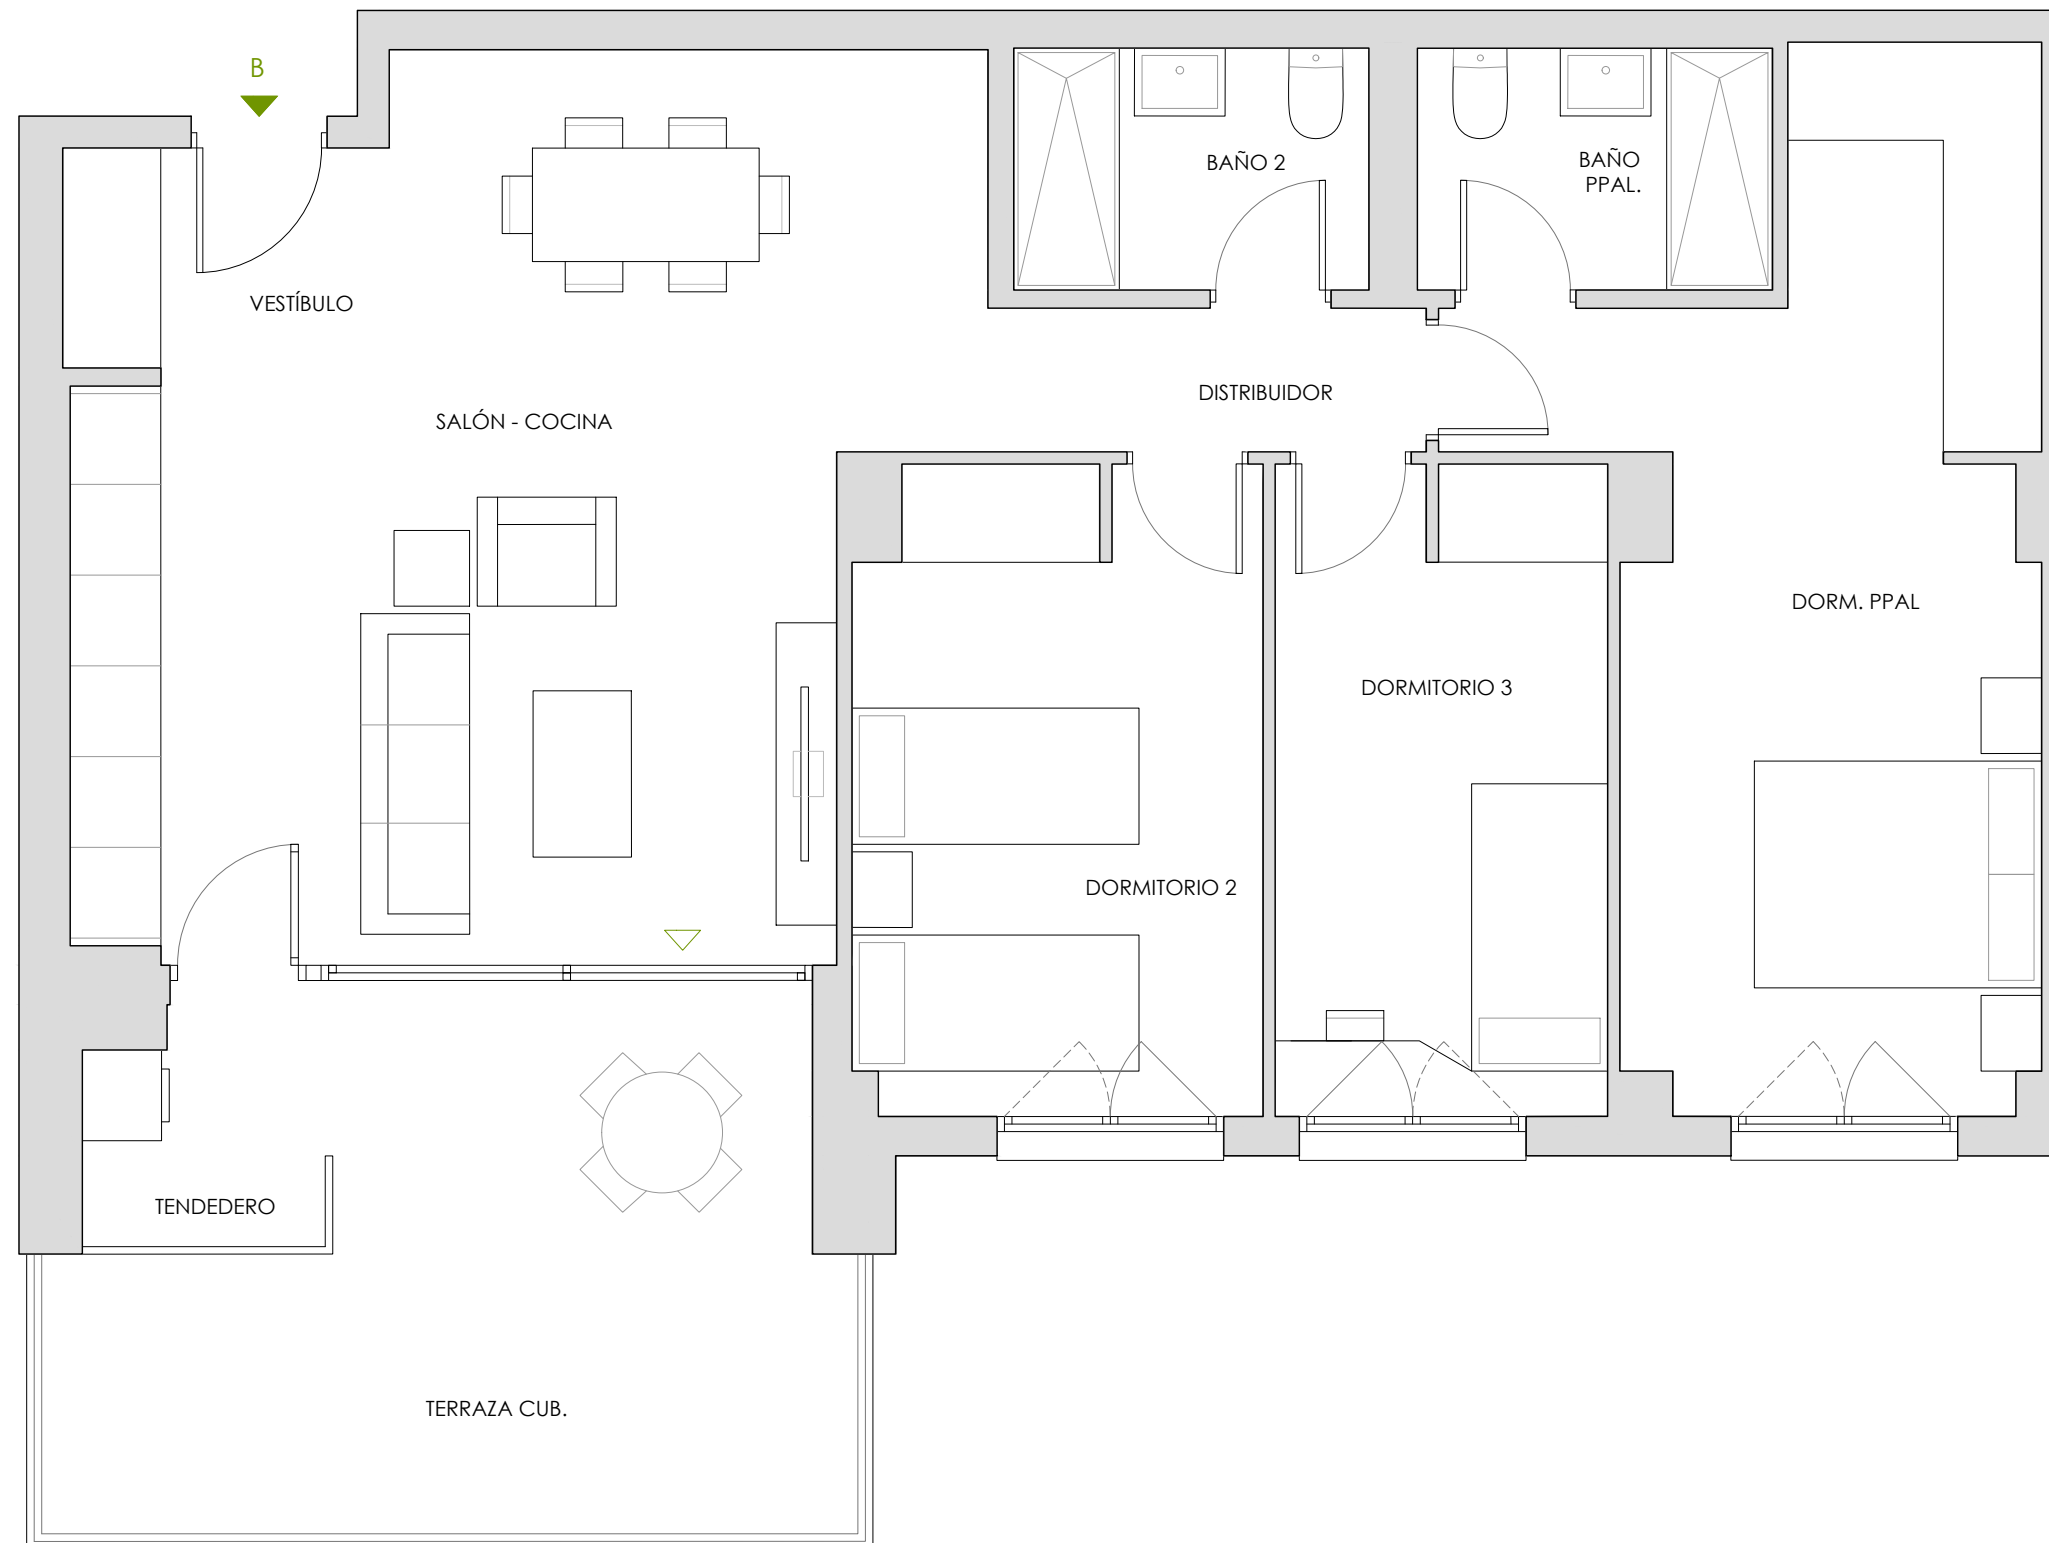 B
BAÑO 2
BAÑO
PPAL.
VESTÍBULO
DISTRIBUIDOR
SALÓN - COCINA
DORM. PPAL
DORMITORIO 3
DORMITORIO 2
TENDEDERO
TERRAZA CUB.